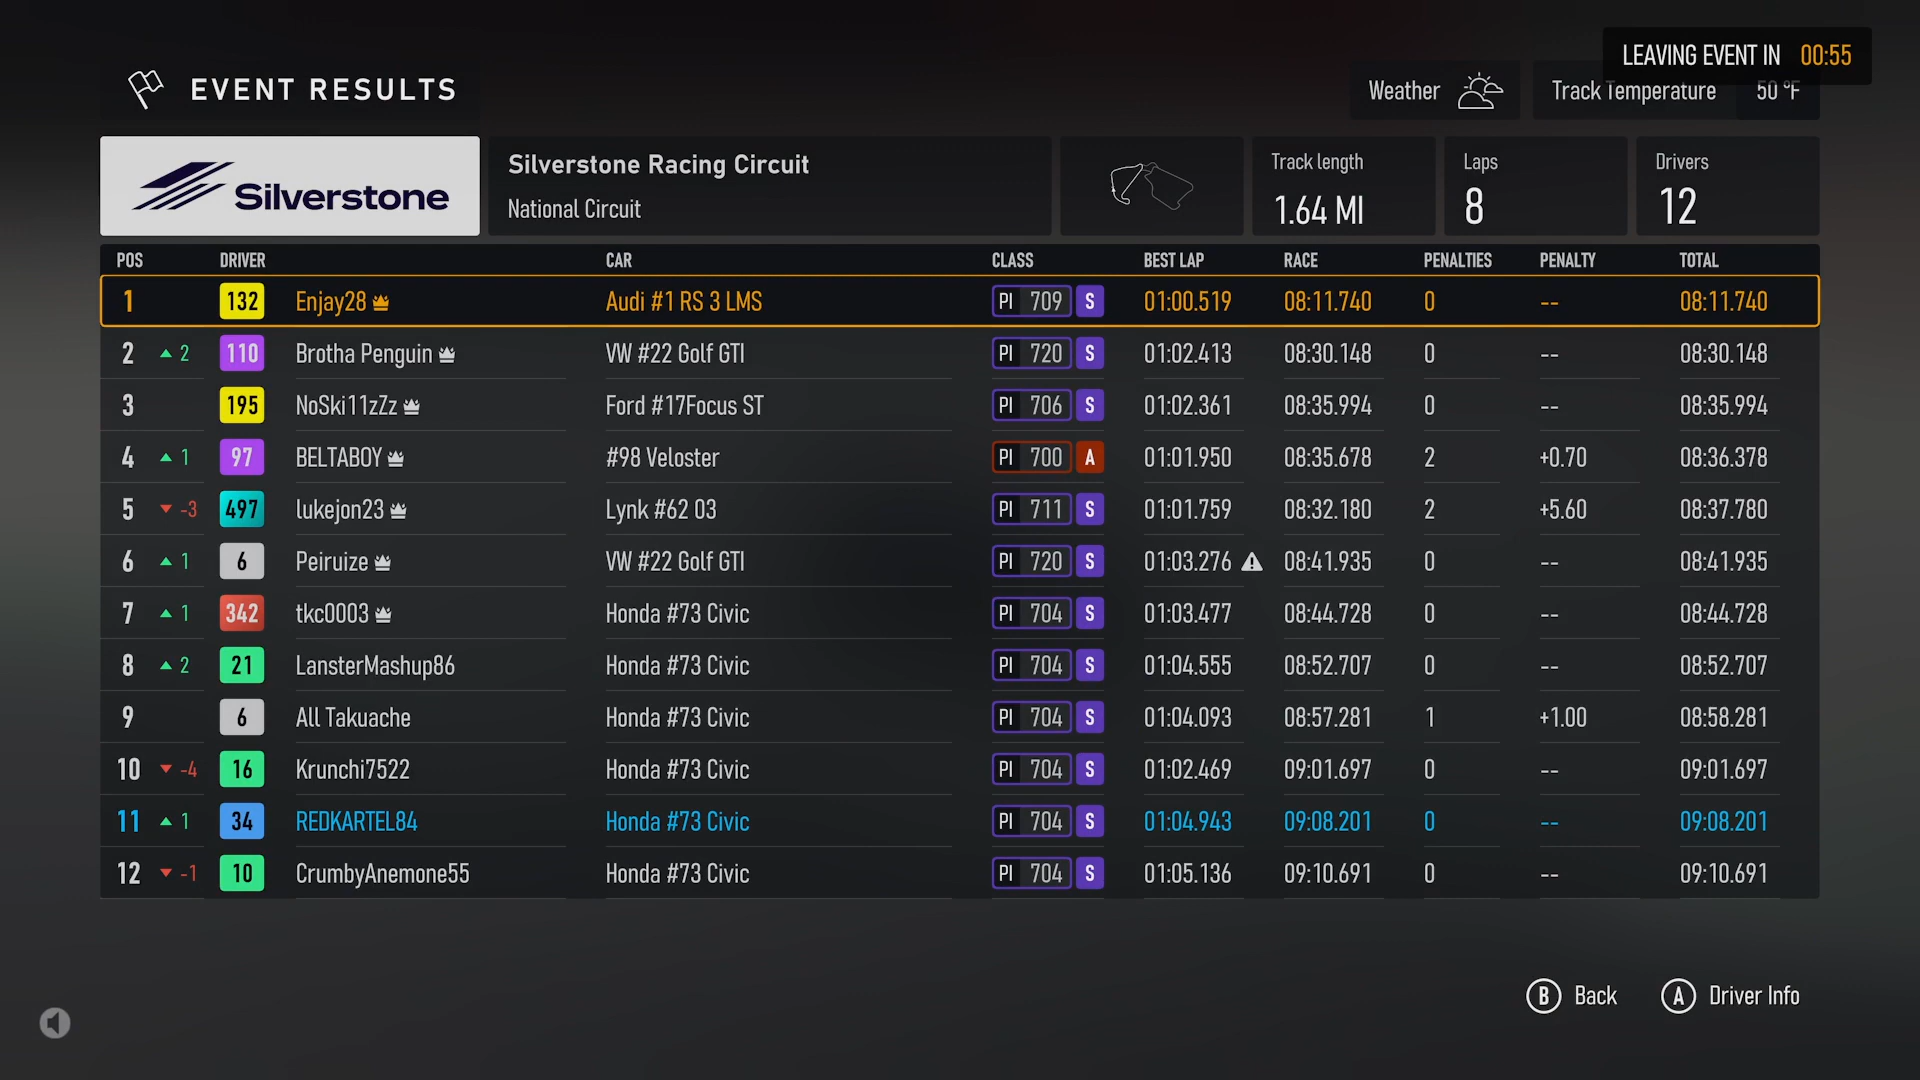 LEAVING EVENT IN 00:55
EVENT RESULTS
Weather
Track Temperature 50 °F
Silverstone
Silverstone Racing Circuit
National Circuit
Track length
1.64 MI
Laps
8
Drivers
12
POS DRIVER CAR CLASS BEST LAP RACE PENALTIES PENALTY TOTAL
1 132 Enjay28 Audi #1 RS 3 LMS PI 709 S 01:00.519 08:11.740 0 -- 08:11.740
2 2 110 Brotha Penguin VW #22 Golf GTI PI 720 S 01:02.413 08:30.148 0 -- 08:30.148
3 195 NoSki11zZz Ford #17Focus ST PI 706 S 01:02.361 08:35.994 0 -- 08:35.994
4 1 97 BELTABOY #98 Veloster PI 700 A 01:01.950 08:35.678 2 +0.70 08:36.378
5 -3 497 lukejon23 Lynk #62 03 PI 711 S 01:01.759 08:32.180 2 +5.60 08:37.780
6 1 6 Peiruize VW #22 Golf GTI PI 720 S 01:03.276 08:41.935 0 -- 08:41.935
7 1 342 tkc0003 Honda #73 Civic PI 704 S 01:03.477 08:44.728 0 -- 08:44.728
8 2 21 LansterMashup86 Honda #73 Civic PI 704 S 01:04.555 08:52.707 0 -- 08:52.707
9 6 All Takuache Honda #73 Civic PI 704 S 01:04.093 08:57.281 1 +1.00 08:58.281
10 -4 16 Krunchi7522 Honda #73 Civic PI 704 S 01:02.469 09:01.697 0 -- 09:01.697
11 1 34 REDKARTEL84 Honda #73 Civic PI 704 S 01:04.943 09:08.201 0 -- 09:08.201
12 -1 10 CrumbyAnemone55 Honda #73 Civic PI 704 S 01:05.136 09:10.691 0 -- 09:10.691
B Back
A Driver Info